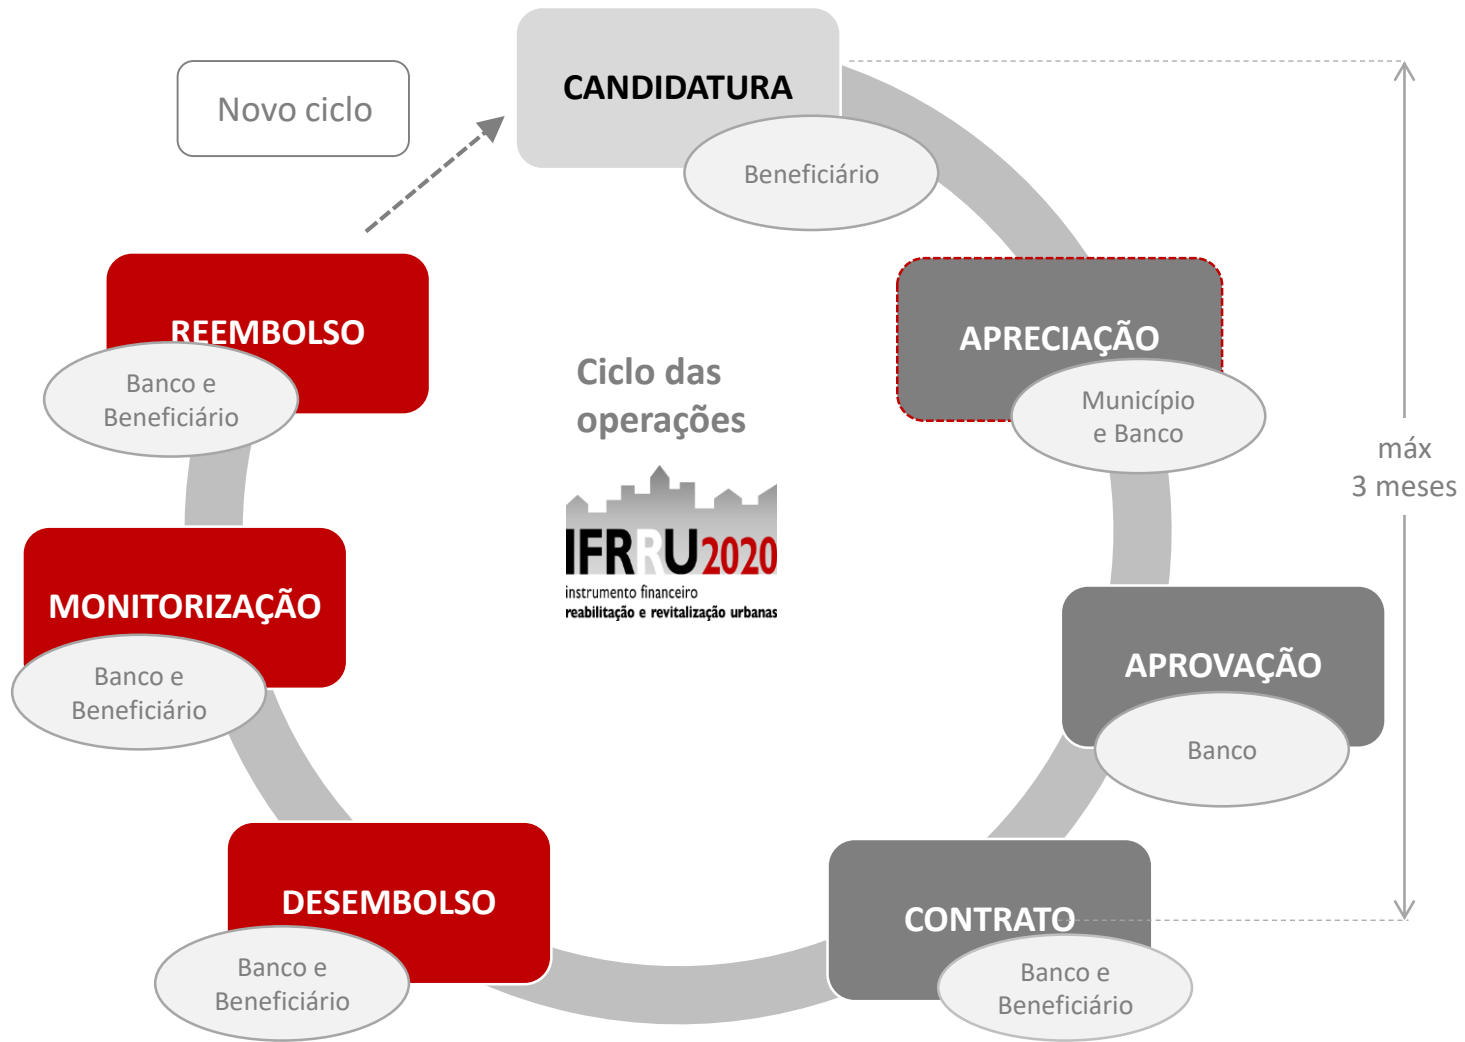 CANDIDATURA
Beneficiário
Novo ciclo
APRECIAÇÃO
Município
e Banco
máx
3 meses
APROVAÇÃO
Banco
CONTRATO
Banco e
Beneficiário
DESEMBOLSO
Banco e
Beneficiário
MONITORIZAÇÃO
Banco e
Beneficiário
REEMBOLSO
Banco e
Beneficiário
Ciclo das
operações
IFRRU2020
instrumento financeiro
reabilitação e revitalização urbanas